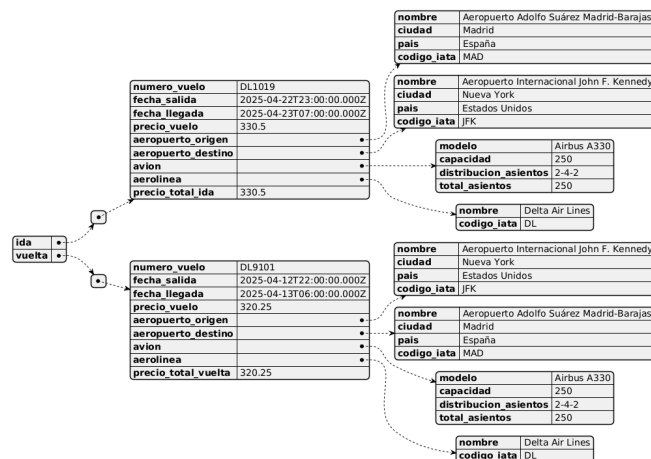 nombre Aeropuerto Adolfo Suárez Madrid-Barajas
ciudad Madrid
pais España
codigo_iata MAD
numero_vuelo DL1019
fecha_salida 2025-04-22T23:00:00.000Z
fecha_llegada 2025-04-23T07:00:00.000Z
precio_vuelo 330.5
aeropuerto_origen
aeropuerto_destino
avion
aerolinea
precio_total_ida 330.5
nombre Aeropuerto Internacional John F. Kennedy
ciudad Nueva York
pais Estados Unidos
codigo_iata JFK
modelo Airbus A330
capacidad 250
distribucion_asientos 2-4-2
total_asientos 250
nombre Delta Air Lines
codigo_iata DL
ida
vuelta
numero_vuelo DL9101
fecha_salida 2025-04-12T22:00:00.000Z
fecha_llegada 2025-04-13T06:00:00.000Z
precio_vuelo 320.25
aeropuerto_origen
aeropuerto_destino
avion
aerolinea
precio_total_vuelta 320.25
nombre Aeropuerto Internacional John F. Kennedy
ciudad Nueva York
pais Estados Unidos
codigo_iata JFK
nombre Aeropuerto Adolfo Suárez Madrid-Barajas
ciudad Madrid
pais España
codigo_iata MAD
modelo Airbus A330
capacidad 250
distribucion_asientos 2-4-2
total_asientos 250
nombre Delta Air Lines
codigo_iata DL